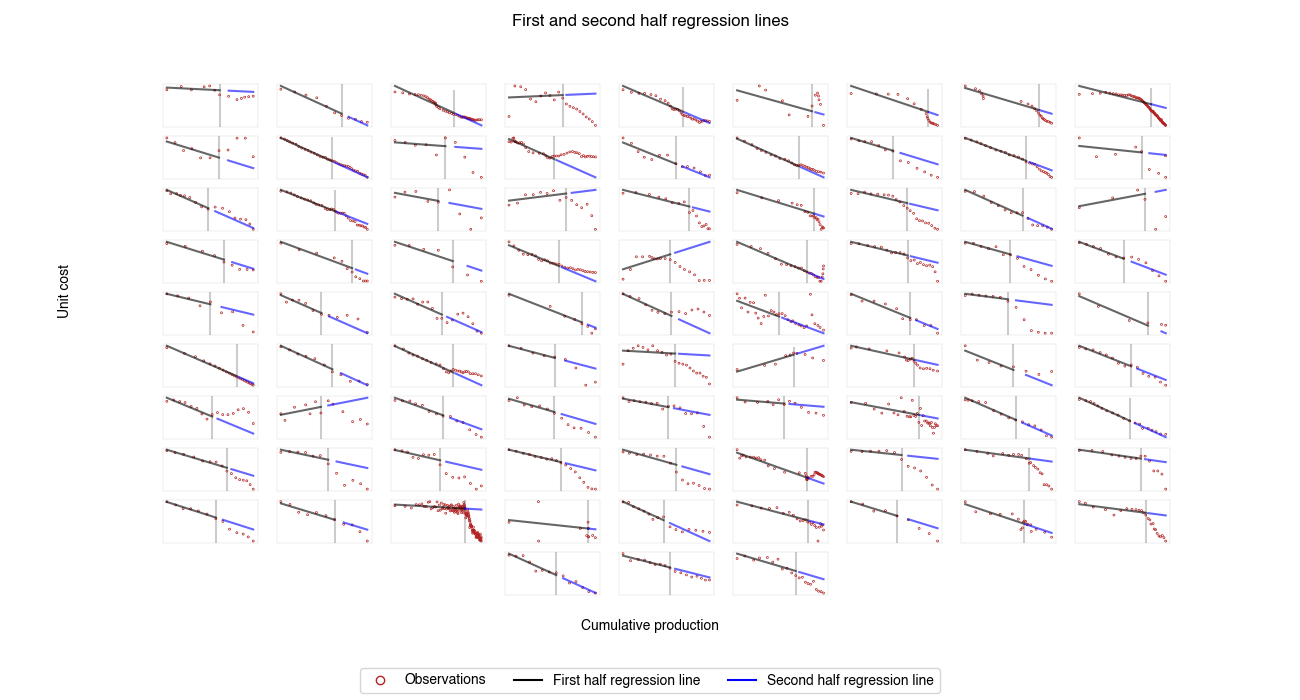 First and second half regression lines
Unit cost
Cumulative production
Observations
First half regression line
Second half regression line